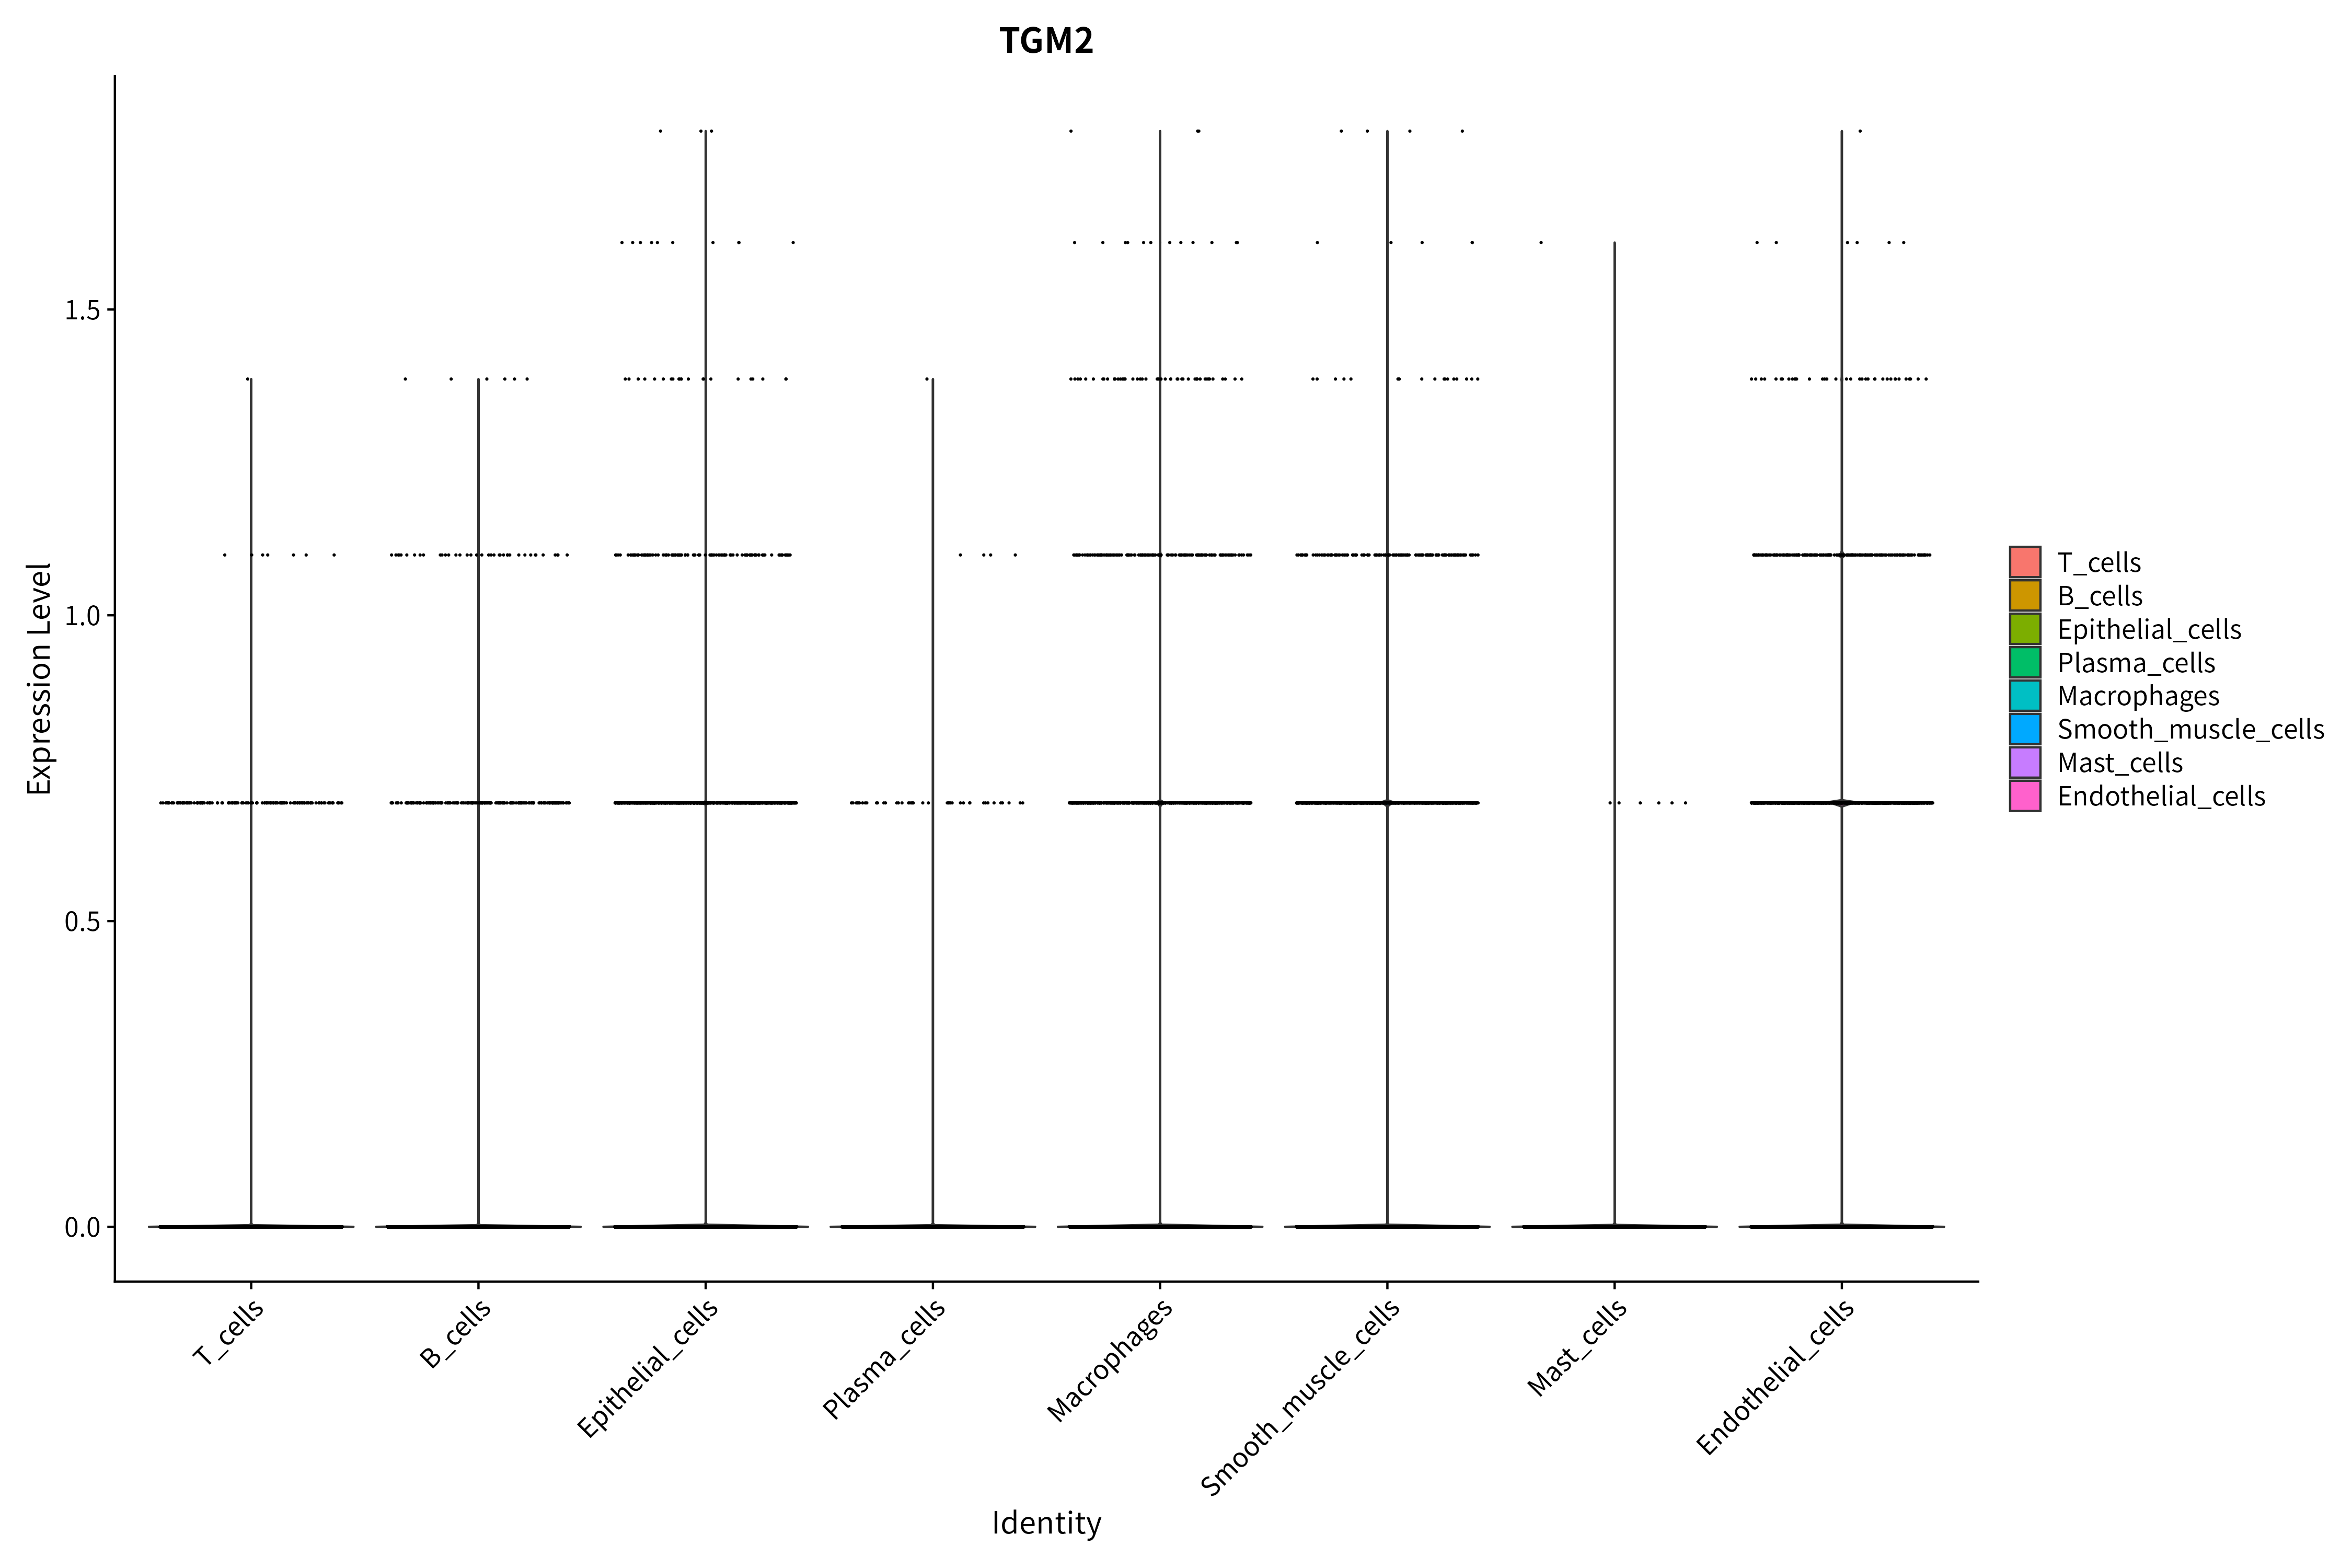 TGM2
Expression Level
1.5
1.0
0.5
0.0
T_cells
B_cells
Epithelial_cells
Plasma_cells
Macrophages
Smooth_muscle_cells
Mast_cells
Endothelial_cells
Identity
T_cells
B_cells
Epithelial_cells
Plasma_cells
Macrophages
Smooth_muscle_cells
Mast_cells
Endothelial_cells